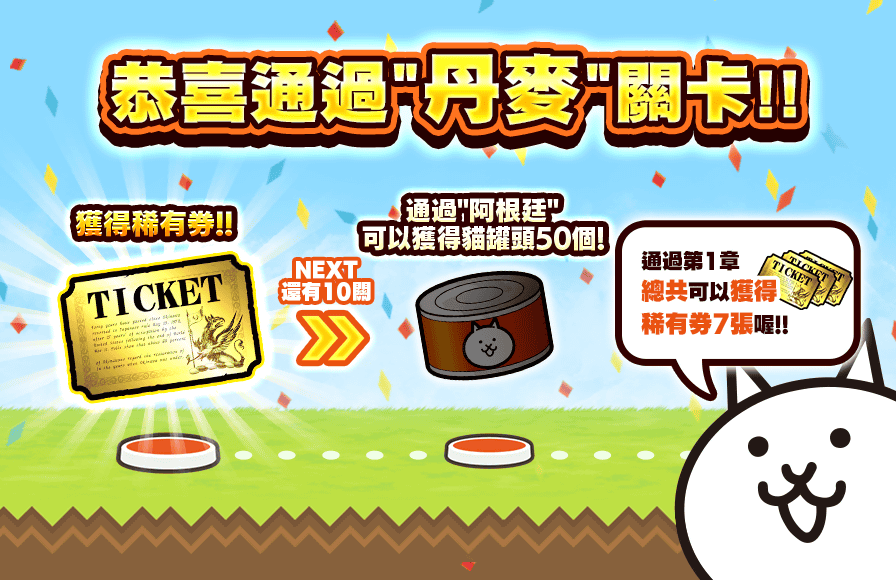 恭喜通過"丹麥"關卡!!
獲得稀有券!!
TICKET
NEXT
還有10關
通過"阿根廷"
可以獲得貓罐頭50個!
通過第1章
總共可以獲得
稀有券7張喔!!
TICKET